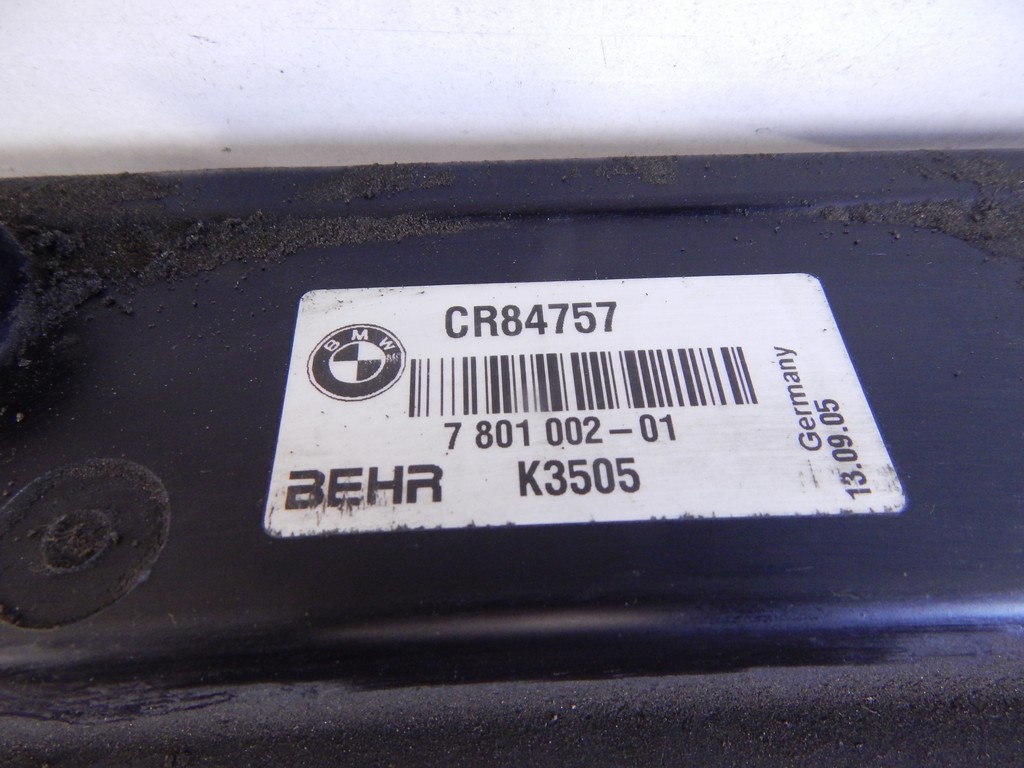 CR84757
BMW
7 801 002-01
BEHR K3505
Germany
13.09.05